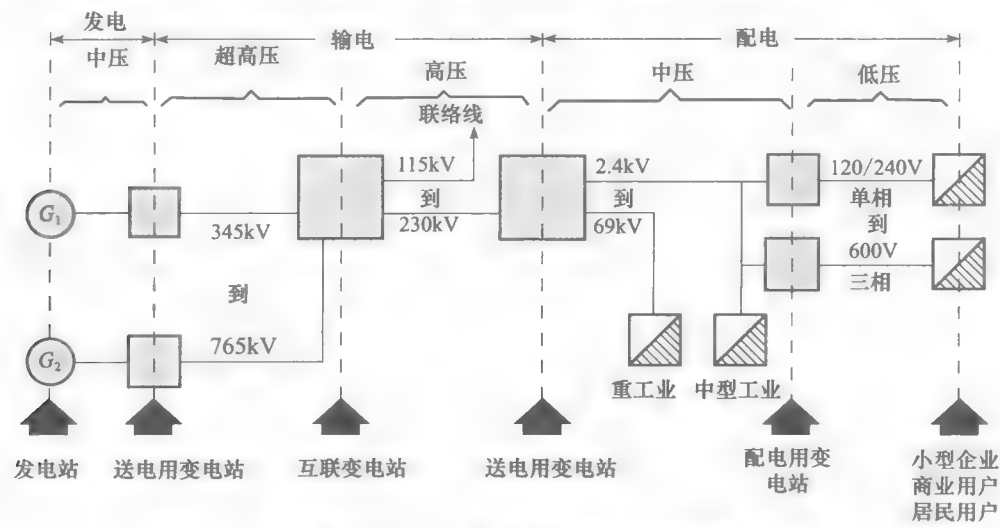 发电
输电
配电
中压
超高压
高压
中压
低压
联络线
115kV
到
230kV
2.4kV
到
69kV
120/240V
单相
到
600V
三相
G1
345kV
到
765kV
G2
重工业
中型工业
发电站
送电用变电站
互联变电站
送电用变电站
配电用变
电站
小型企业
商业用户
居民用户